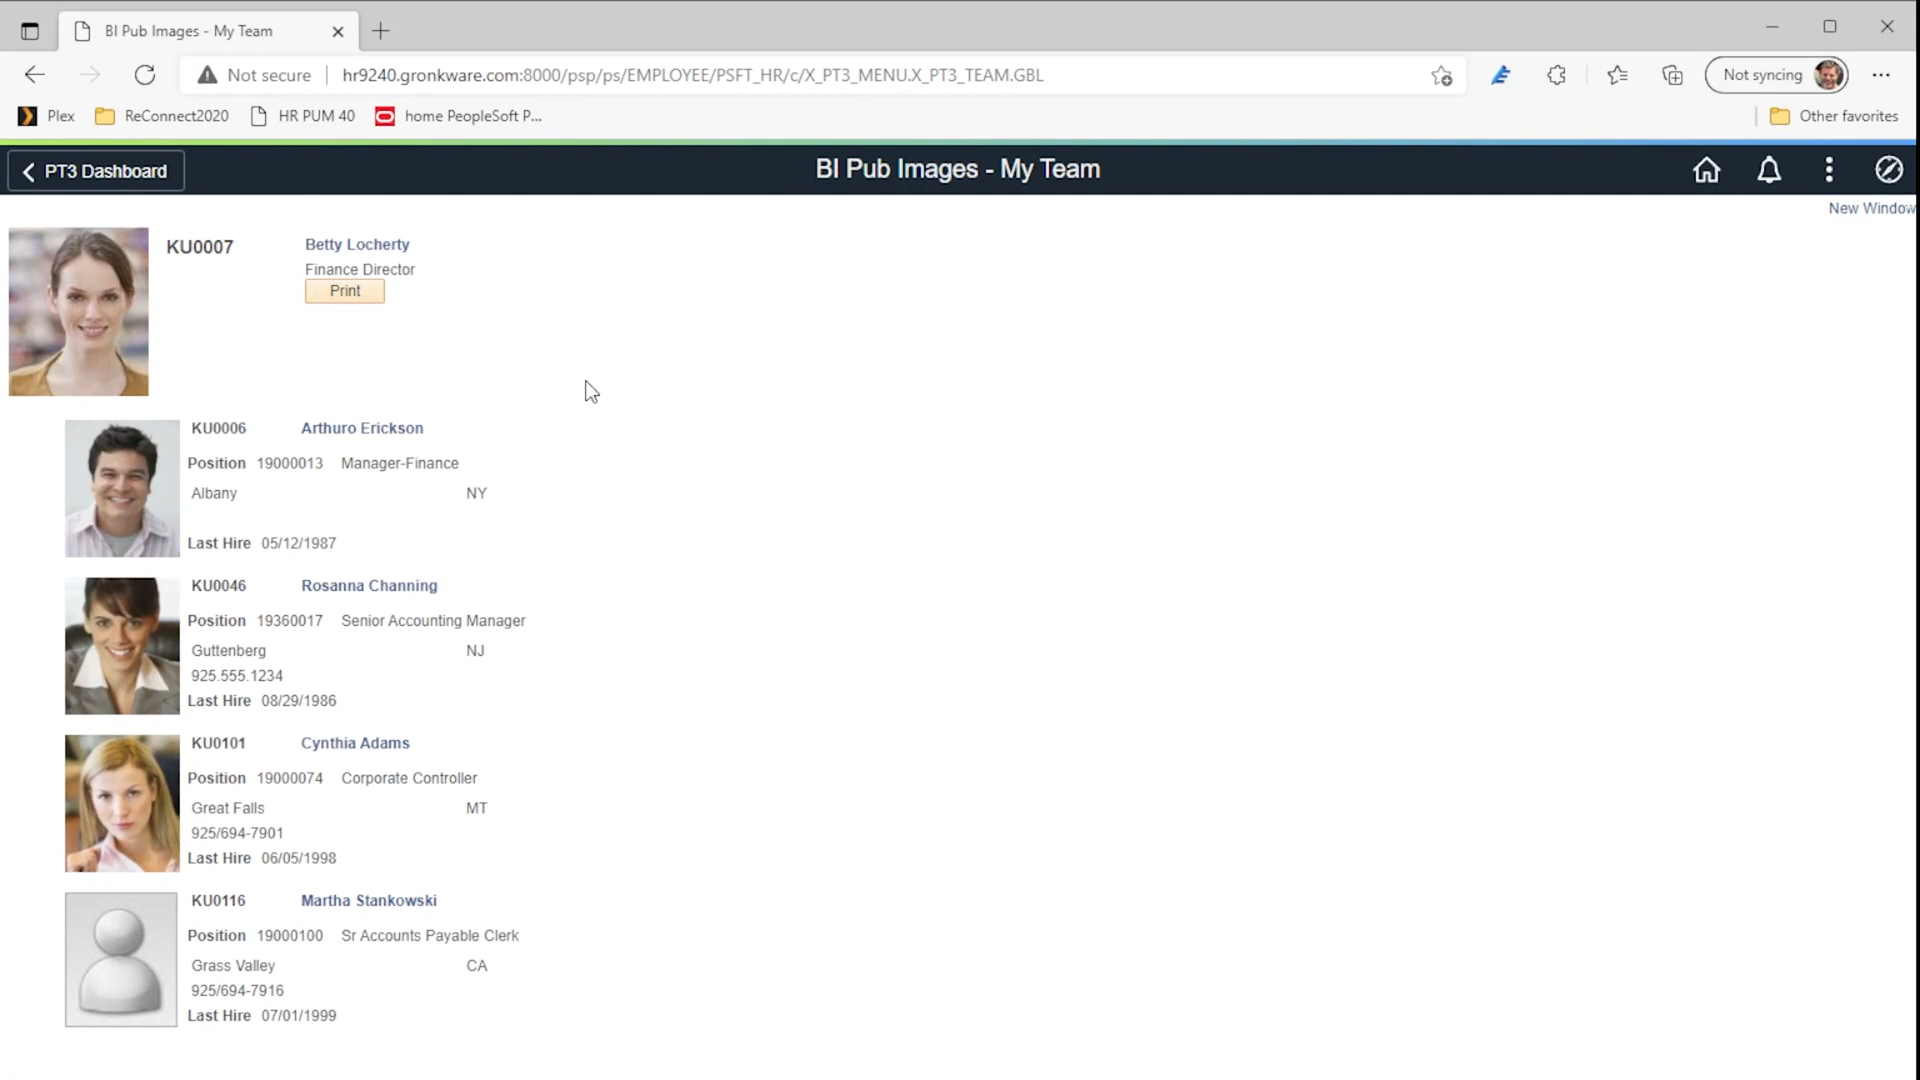 BI Pub Images - My Team
Not secure hr9240.gronkware.com:8000/psp/ps/EMPLOYEE/PSFT_HR/c/X_PT3_MENU.X_PT3_TEAM.GBL Not syncing
Plex ReConnect2020 HR PUM 40 home PeopleSoft P... Other favorites
PT3 Dashboard BI Pub Images - My Team
New Window
KU0007 Betty Locherty
Finance Director
Print
KU0006 Arthuro Erickson
Position 19000013 Manager-Finance
Albany NY
Last Hire 05/12/1987
KU0046 Rosanna Channing
Position 19360017 Senior Accounting Manager
Guttenberg NJ
925.555.1234
Last Hire 08/29/1986
KU0101 Cynthia Adams
Position 19000074 Corporate Controller
Great Falls MT
925/694-7901
Last Hire 06/05/1998
KU0116 Martha Stankowski
Position 19000100 Sr Accounts Payable Clerk
Grass Valley CA
925/694-7916
Last Hire 07/01/1999